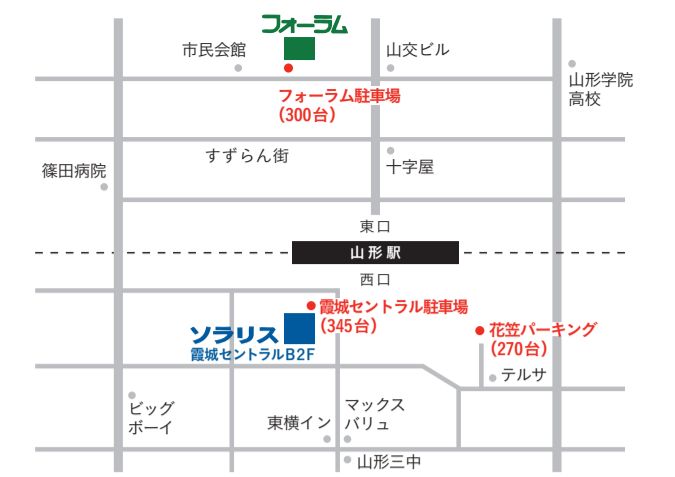 フォーラム
市民会館
山交ビル
山形学院
高校
フォーラム駐車場
(300台)
すずらん街
十字屋
篠田病院
東口
山形駅
西口
霞城セントラル駐車場
(345台)
ソラリス
霞城セントラルB2F
花笠パーキング
(270台)
テルサ
ビッグ
ボーイ
東横イン
マックス
バリュ
山形三中